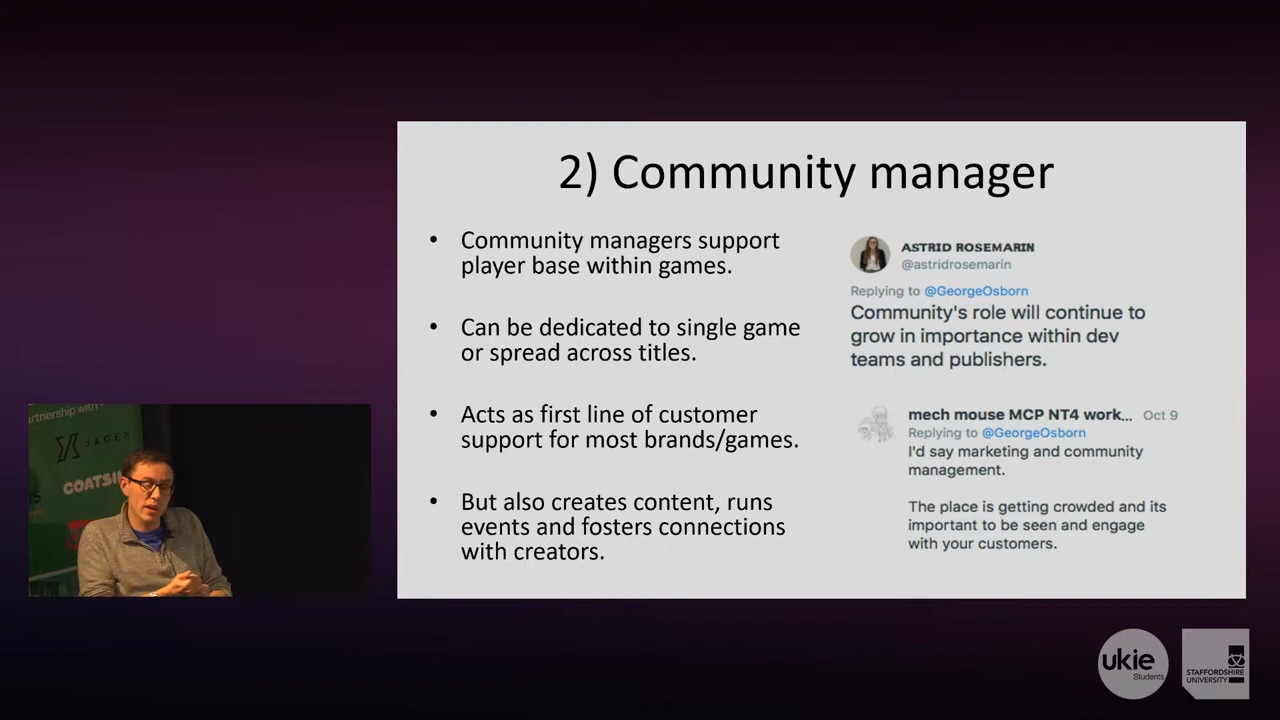 2) Community manager
• Community managers support
player base within games.
• Can be dedicated to single game
or spread across titles.
• Acts as first line of customer
support for most brands/games.
• But also creates content, runs
events and fosters connections
with creators.
ASTRID ROSEMARIN
@astridrosemarin
Replying to @GeorgeOsborn
Community's role will continue to
grow in importance within dev
teams and publishers.
mech mouse MCP NT4 work... Oct 9
Replying to @GeorgeOsborn
I'd say marketing and community
management.
The place is getting crowded and its
important to be seen and engage
with your customers.
artnership with
JAGEX
COATSI
ukie
Students
STAFFORDSHIRE
UNIVERSITY